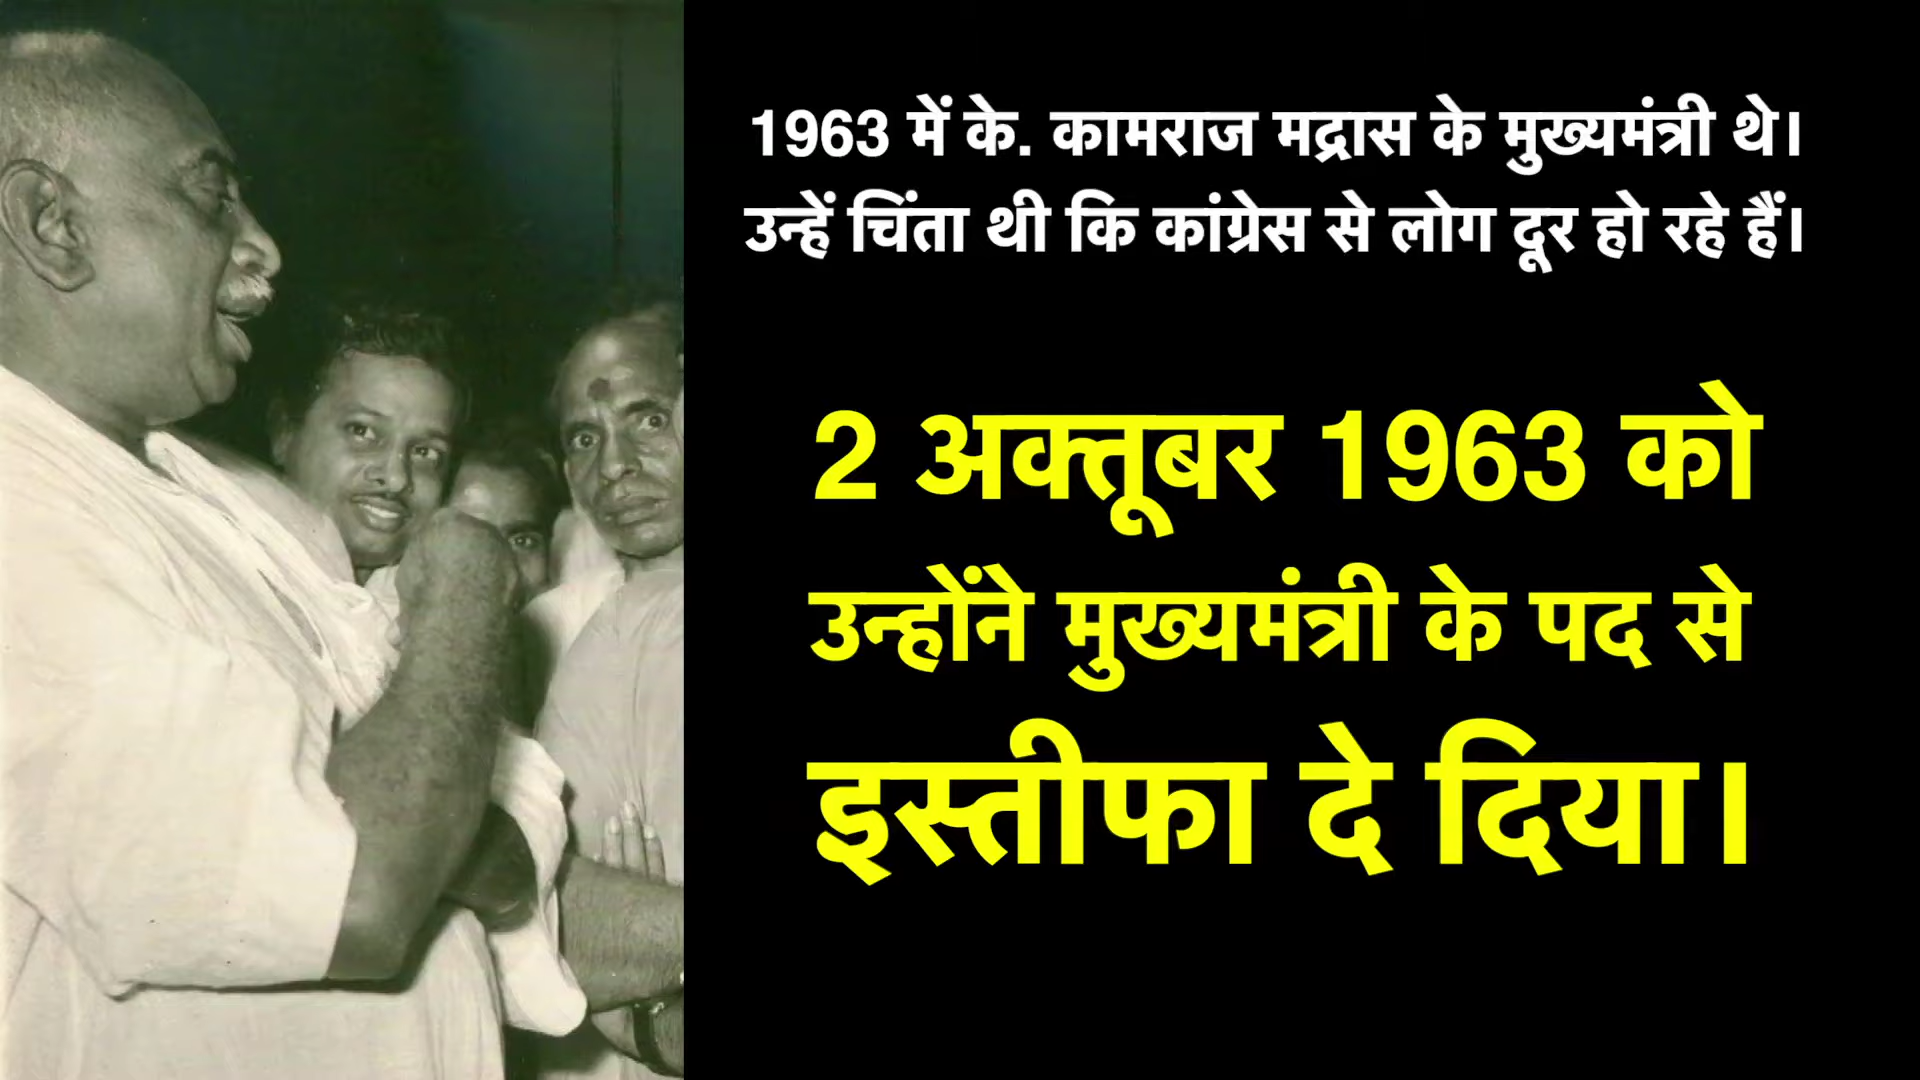 1963 में के. कामराज मद्रास के मुख्यमंत्री थे।
उन्हें चिंता थी कि कांग्रेस से लोग दूर हो रहे हैं।
2 अक्तूबर 1963 को
उन्होंने मुख्यमंत्री के पद से
इस्तीफा दे दिया।